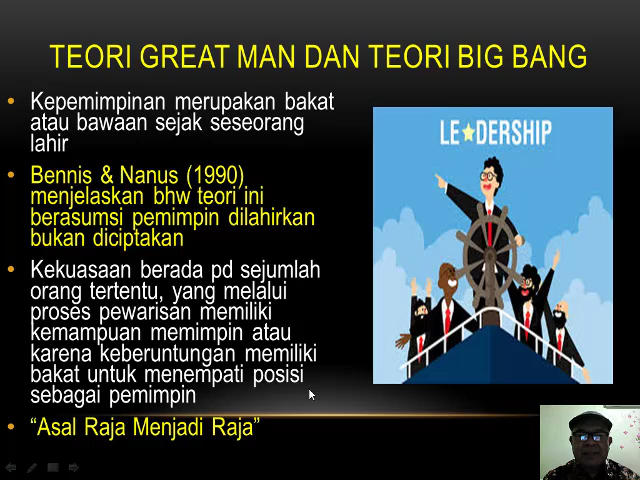 TEORI GREAT MAN DAN TEORI BIG BANG
Kepemimpinan merupakan bakat
atau bawaan sejak seseorang
lahir
Bennis & Nanus (1990)
menjelaskan bhw teori ini
berasumsi pemimpin dilahirkan
bukan diciptakan
Kekuasaan berada pd sejumlah
orang tertentu, yang melalui
proses pewarisan memiliki
kemampuan memimpin atau
karena keberuntungan memiliki
bakat untuk menempati posisi
sebagai pemimpin
“Asal Raja Menjadi Raja”
LE★DERSHIP